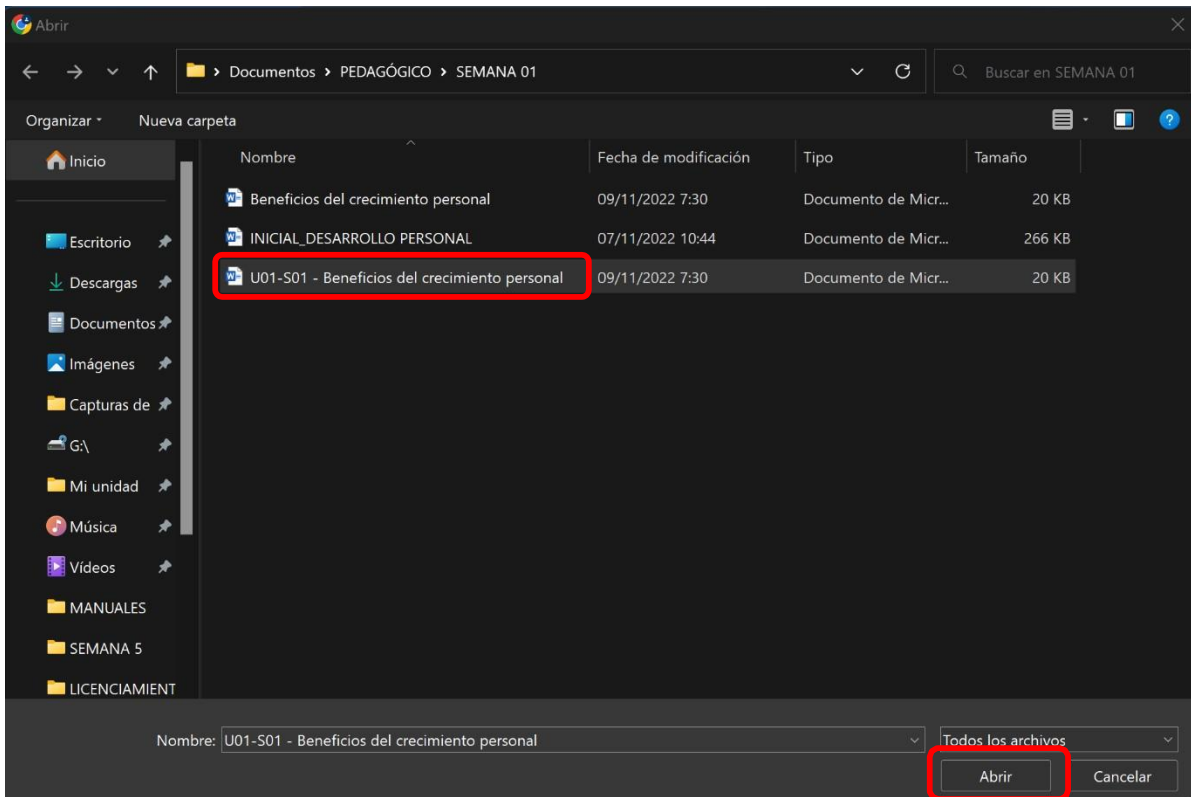 Abrir
Documentos > PEDAGÓGICO > SEMANA 01
Buscar en SEMANA 01
Organizar
Nueva carpeta
Inicio
Nombre
Fecha de modificación
Tipo
Tamaño
Beneficios del crecimiento personal
09/11/2022 7:30
Documento de Micr...
20 KB
INICIAL_DESARROLLO PERSONAL
07/11/2022 10:44
Documento de Micr...
266 KB
U01-S01 - Beneficios del crecimiento personal
09/11/2022 7:30
Documento de Micr...
20 KB
Escritorio
Descargas
Documentos
Imágenes
Capturas de
G:\
Mi unidad
Música
Vídeos
MANUALES
SEMANA 5
LICENCIAMIENT
Nombre: U01-S01 - Beneficios del crecimiento personal
Todos los archivos
Abrir
Cancelar